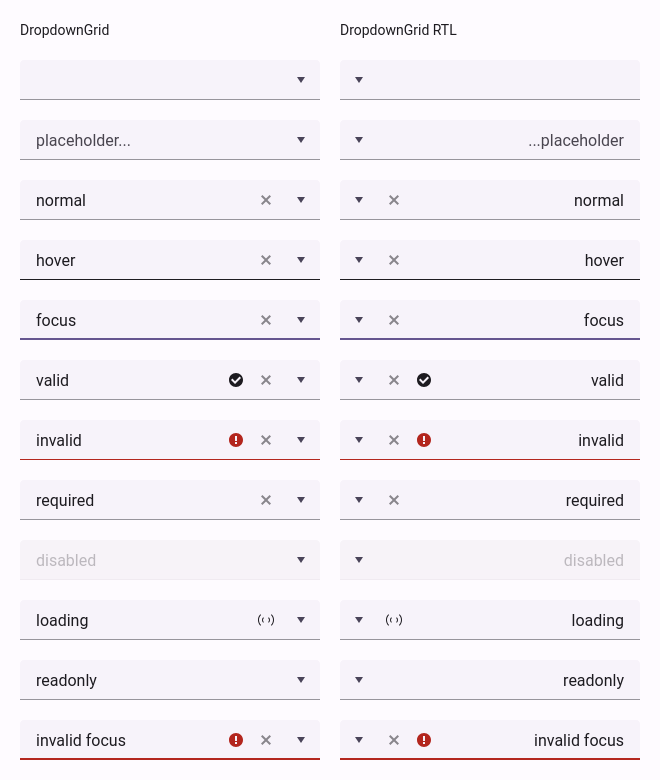 DropdownGrid
DropdownGrid RTL
placeholder...
...placeholder
normal
normal
hover
hover
focus
focus
valid
valid
invalid
invalid
required
required
disabled
disabled
loading
loading
readonly
readonly
invalid focus
invalid focus